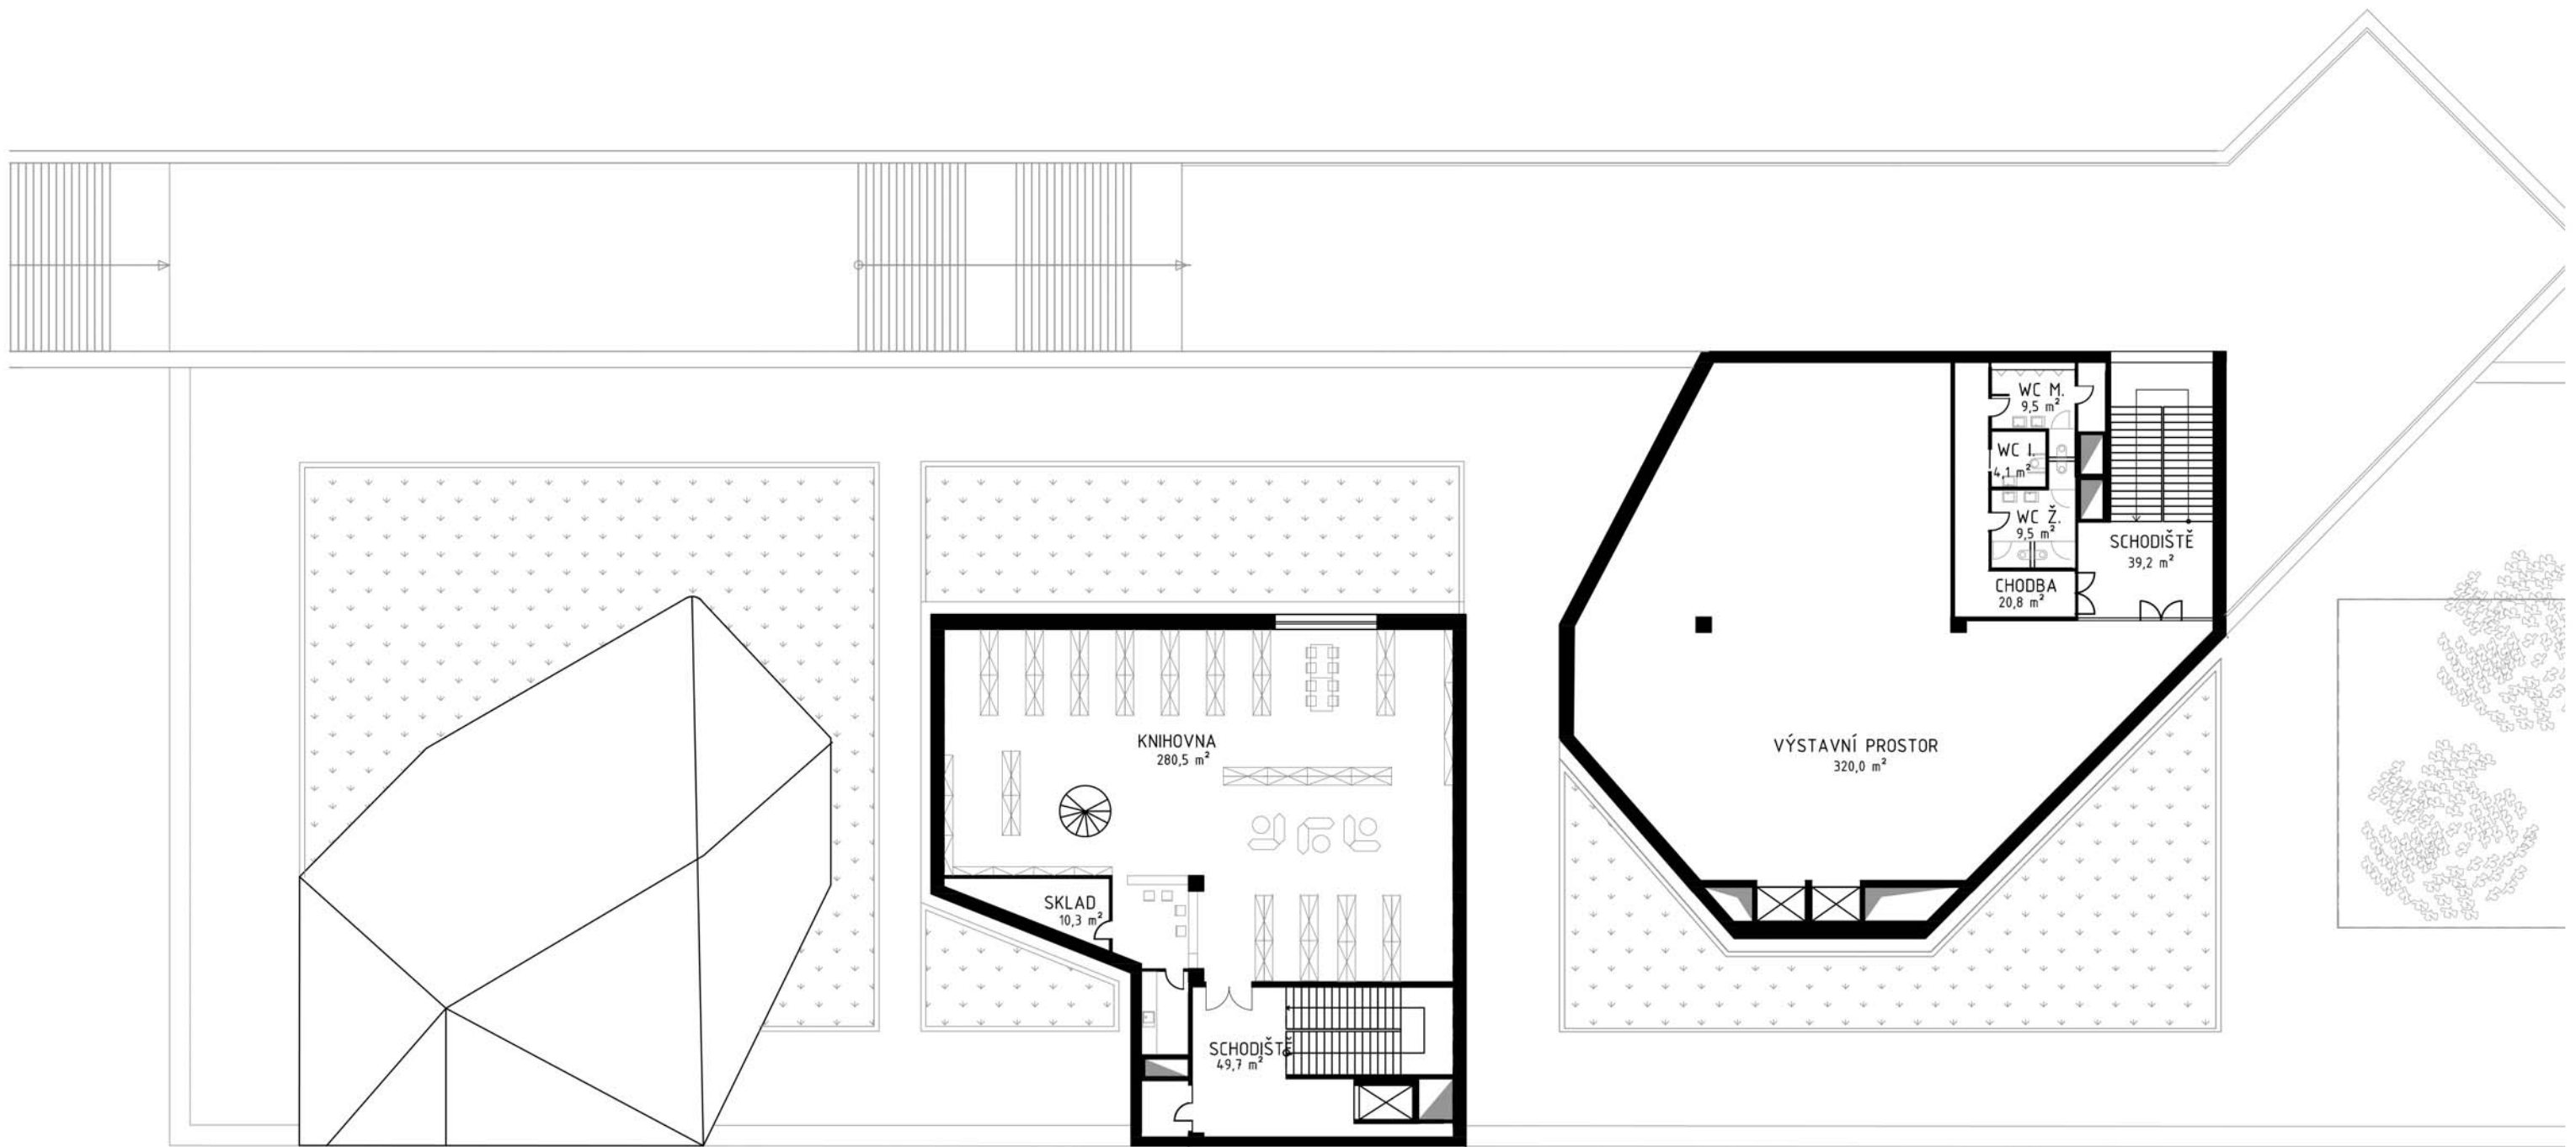 WC M.
9,5 m²
WC I.
4,1 m²
WC Ž.
9,5 m²
SCHODIŠTĚ
39,2 m²
CHODBA
20,8 m²
KNIHOVNA
280,5 m²
VÝSTAVNÍ PROSTOR
320,0 m²
SKLAD
10,3 m²
SCHODIŠTĚ
49,7 m²